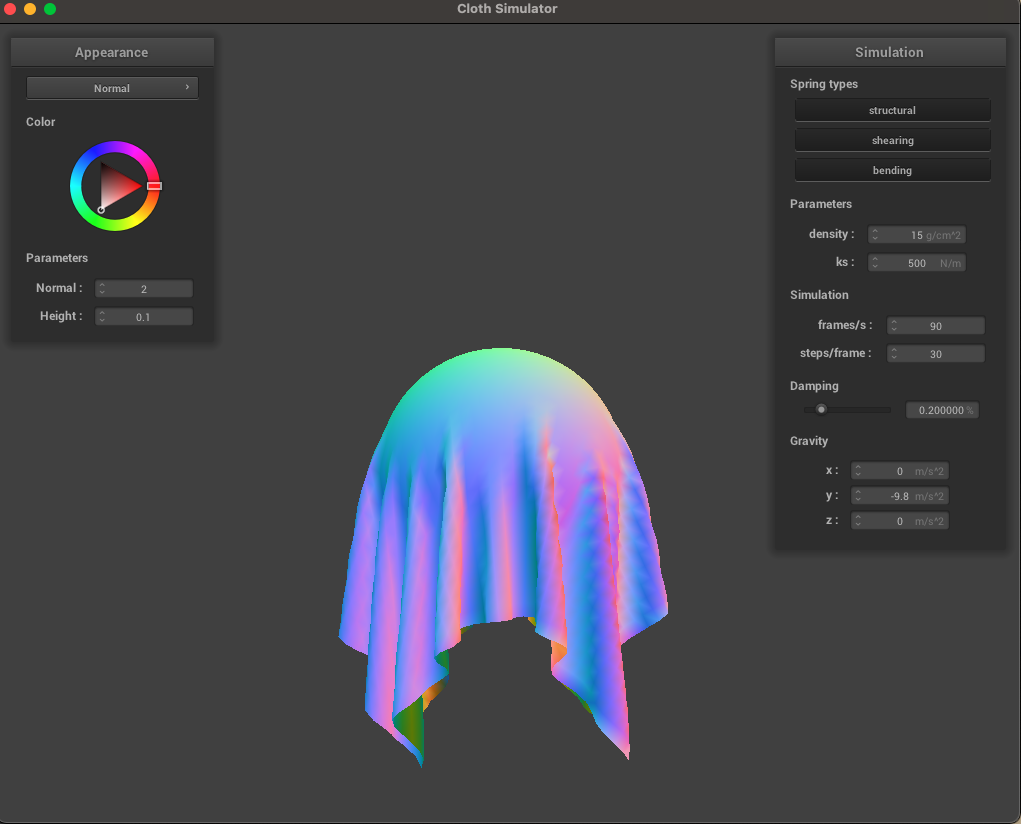 Cloth Simulator
Appearance
Normal
Color
Parameters
Normal : 2
Height : 0.1
Simulation
Spring types
structural
shearing
bending
Parameters
density : 15 g/cm^2
ks : 500 N/m
Simulation
frames/s : 90
steps/frame : 30
Damping
0.200000 %
Gravity
x : 0 m/s^2
y : -9.8 m/s^2
z : 0 m/s^2